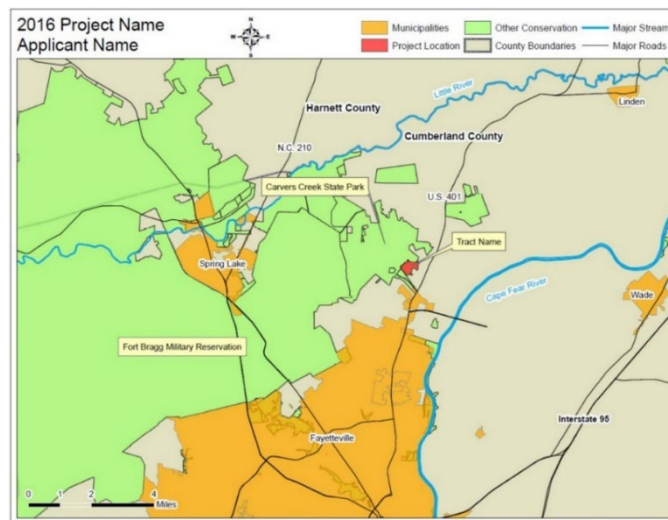 2016 Project Name
Applicant Name
N
W
E
S
Municipalities
Other Conservation
Major Stream
Project Location
County Boundaries
Major Roads
Little River
Linden
Harnett County
Cumberland County
N.C. 210
Carvers Creek State Park
U.S. 401
Tract Name
Spring Lake
Cape Fear River
Wade
Fort Bragg Military Reservation
Interstate 95
Fayetteville
0 1 2 4
Miles